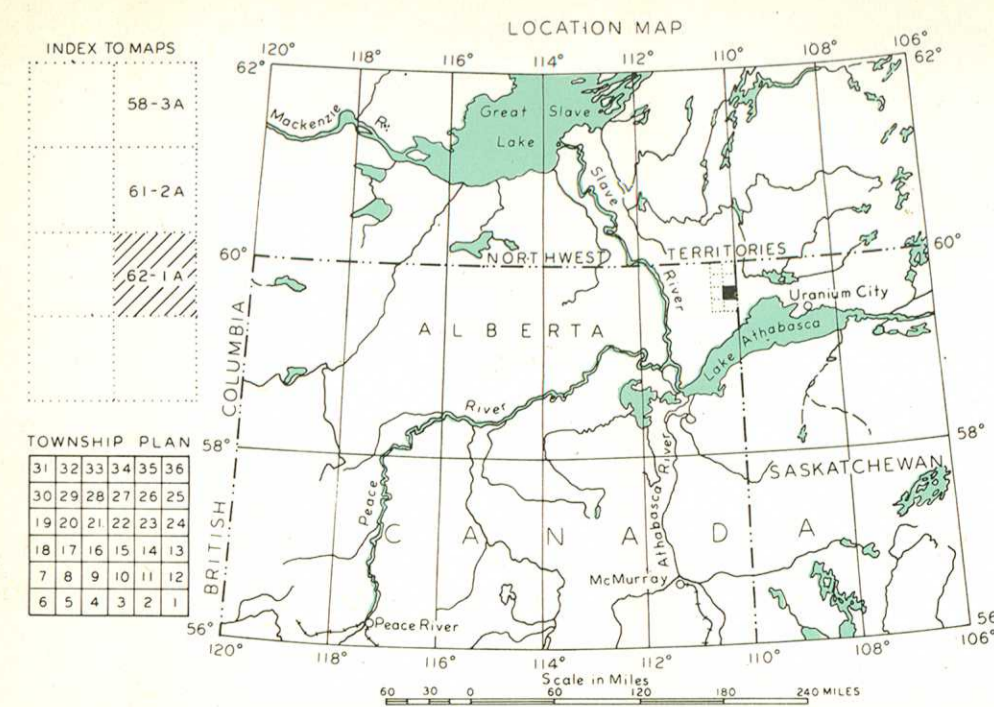 LOCATION MAP
INDEX TO MAPS
58-3A
61-2A
62-1A
TOWNSHIP PLAN
31 32 33 34 35 36
30 29 28 27 26 25
19 20 21 22 23 24
18 17 16 15 14 13
7 8 9 10 11 12
6 5 4 3 2 1
120° 118° 116° 114° 112° 110° 108° 106°
62° 62°
Mackenzie R.
Great Slave
Lake
Slave River
60° 60°
NORTHWEST TERRITORIES
Uranium City
ALBERTA
Lake Athabasca
BRITISH COLUMBIA
Peace River
58° 58°
Athabasca River
SASKATCHEWAN
CANADA
McMurray
Peace River
56° 56
120° 118° 116° 114° 112° 110° 108° 106°
Scale in Miles
60 30 0 60 120 180 240 MILES